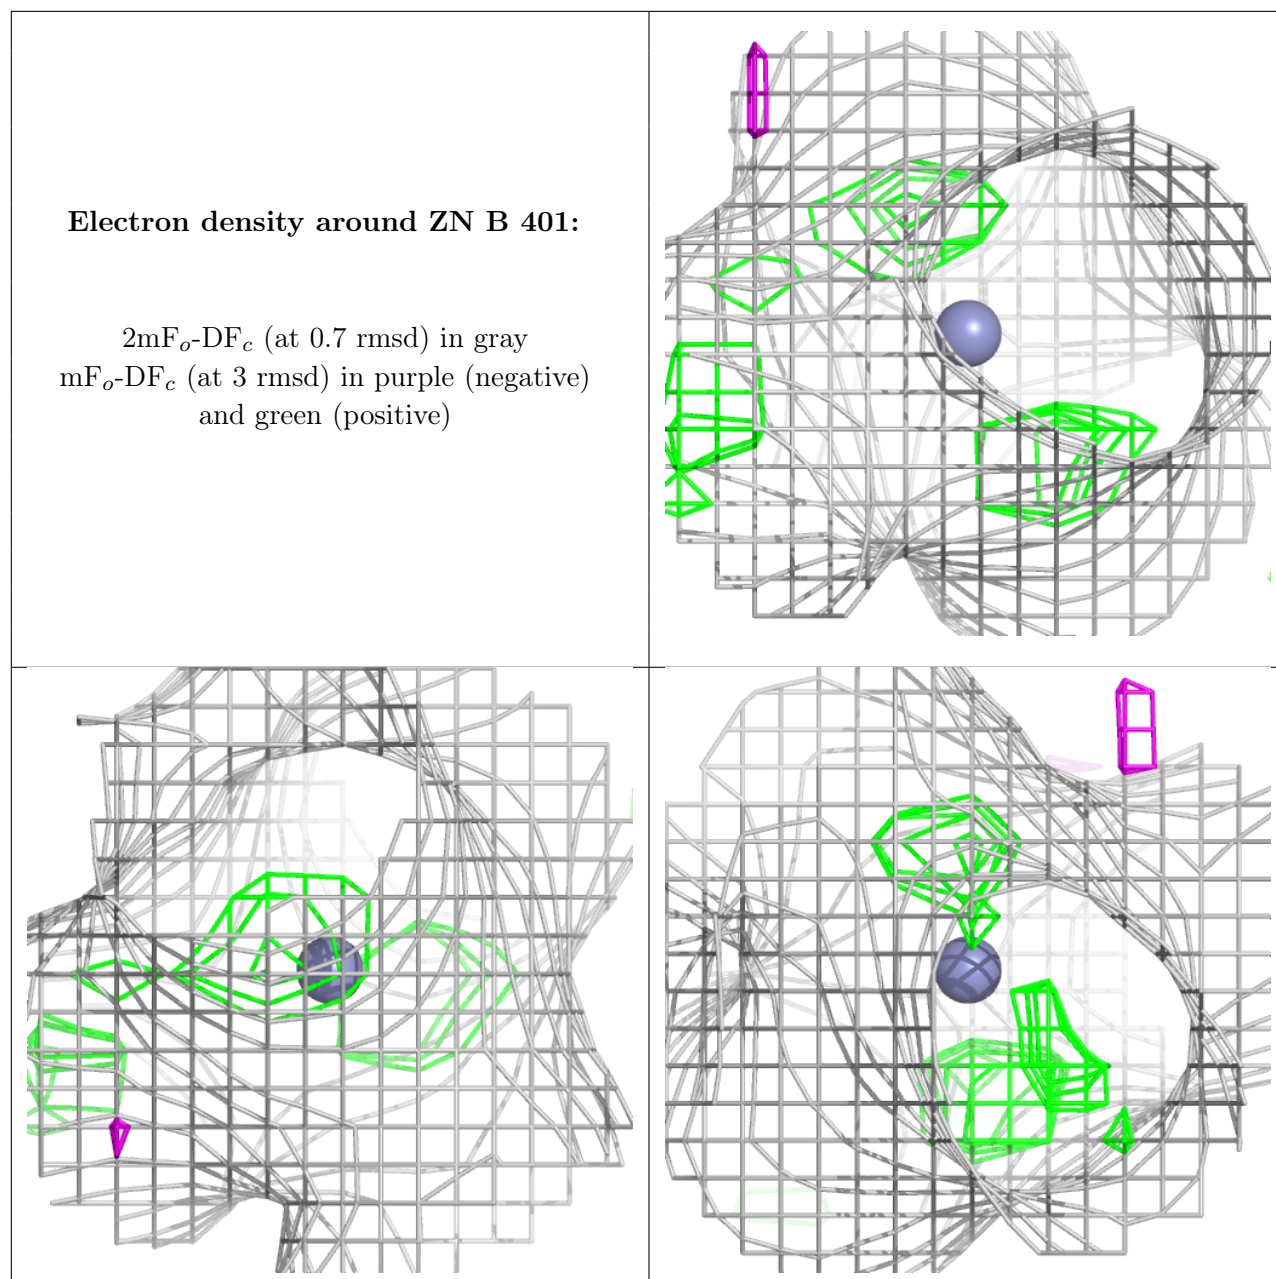 Electron density around ZN B 401:
2mFo-DFc (at 0.7 rmsd) in gray
mFo-DFc (at 3 rmsd) in purple (negative)
and green (positive)